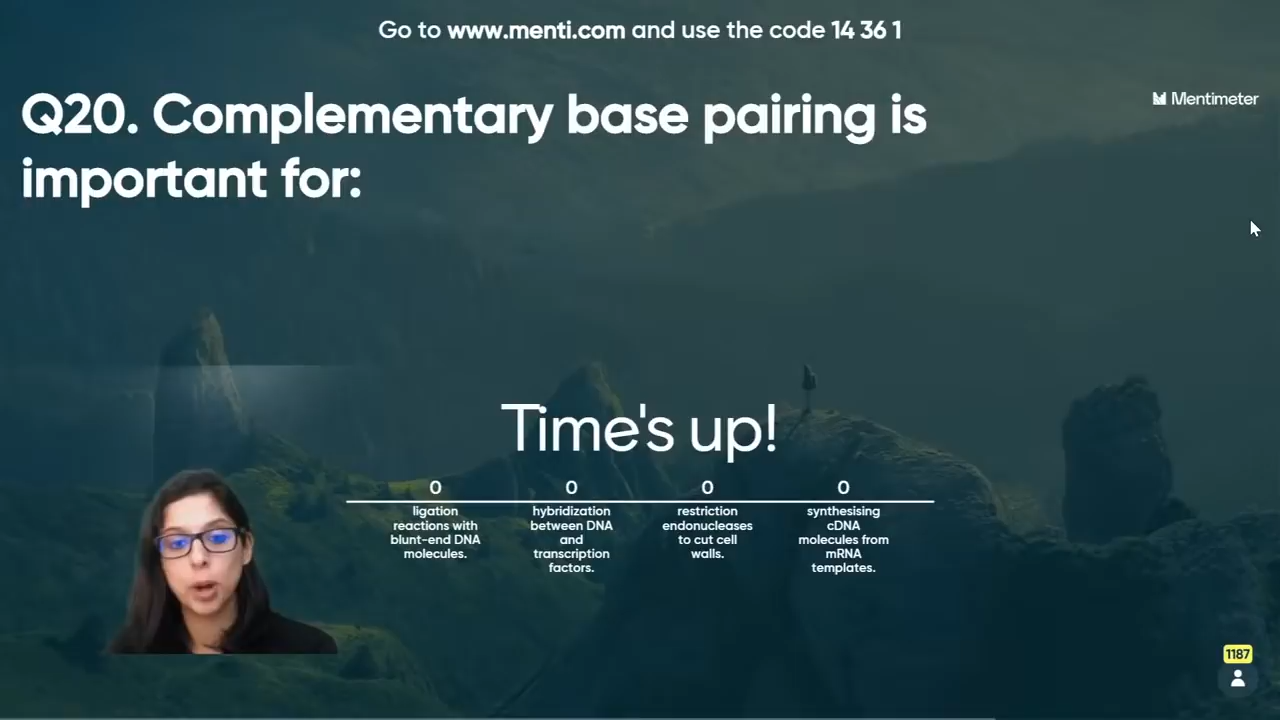 Go to www.menti.com and use the code 14 36 1
Mentimeter
Q20. Complementary base pairing is
important for:
Time's up!
0
ligation
reactions with
blunt-end DNA
molecules.
0
hybridization
between DNA
and
transcription
factors.
0
restriction
endonucleases
to cut cell
walls.
0
synthesising
cDNA
molecules from
mRNA
templates.
1187